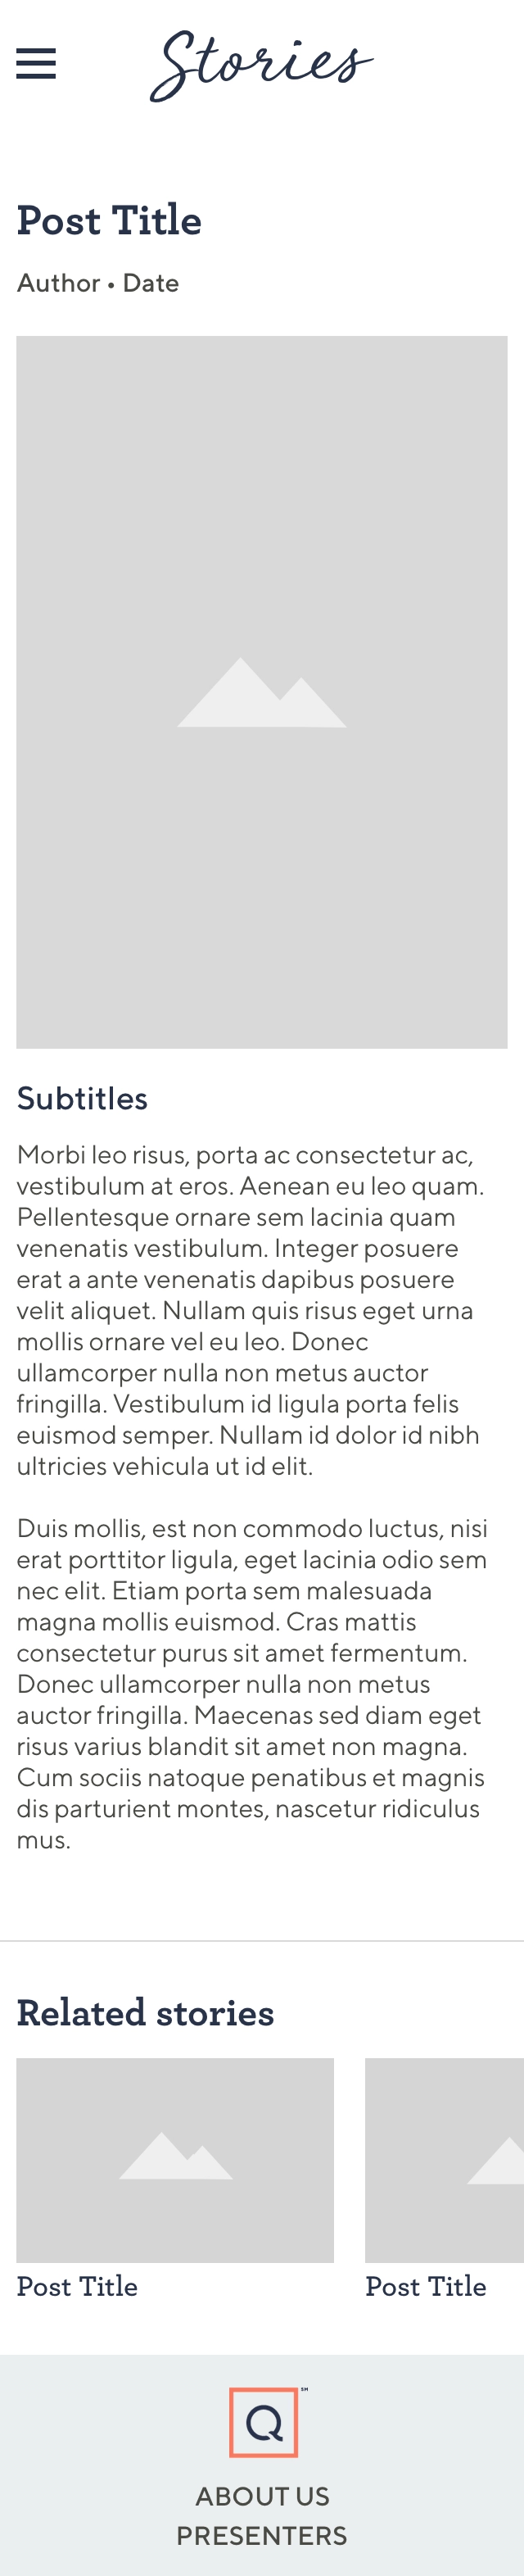 Stories
Post Title
Author • Date
Subtitles
Morbi leo risus, porta ac consectetur ac,
vestibulum at eros. Aenean eu leo quam.
Pellentesque ornare sem lacinia quam
venenatis vestibulum. Integer posuere
erat a ante venenatis dapibus posuere
velit aliquet. Nullam quis risus eget urna
mollis ornare vel eu leo. Donec
ullamcorper nulla non metus auctor
fringilla. Vestibulum id ligula porta felis
euismod semper. Nullam id dolor id nibh
ultricies vehicula ut id elit.
Duis mollis, est non commodo luctus, nisi
erat porttitor ligula, eget lacinia odio sem
nec elit. Etiam porta sem malesuada
magna mollis euismod. Cras mattis
consectetur purus sit amet fermentum.
Donec ullamcorper nulla non metus
auctor fringilla. Maecenas sed diam eget
risus varius blandit sit amet non magna.
Cum sociis natoque penatibus et magnis
dis parturient montes, nascetur ridiculus
mus.
Related stories
Post Title
Post Title
Q SM
ABOUT US
PRESENTERS